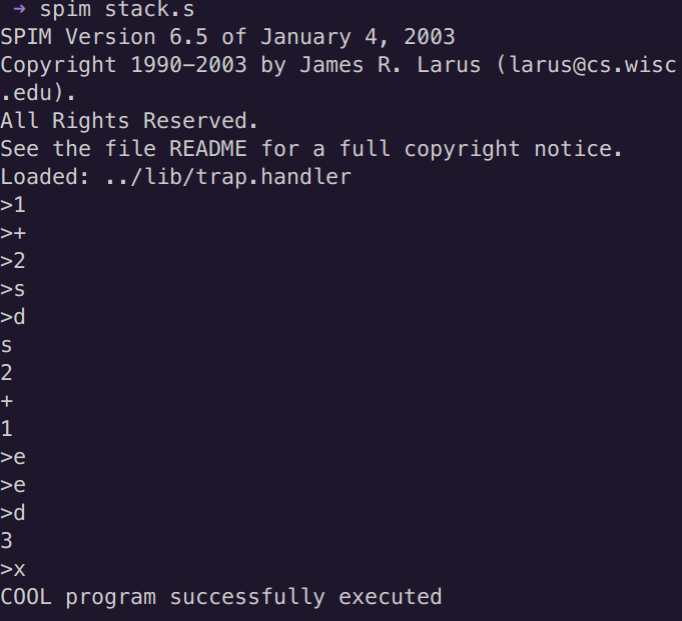 ➜ spim stack.s
SPIM Version 6.5 of January 4, 2003
Copyright 1990-2003 by James R. Larus (larus@cs.wisc
.edu).
All Rights Reserved.
See the file README for a full copyright notice.
Loaded: ../lib/trap.handler
>1
>+
>2
>s
>d
s
2
+
1
>e
>e
>d
3
>x
COOL program successfully executed